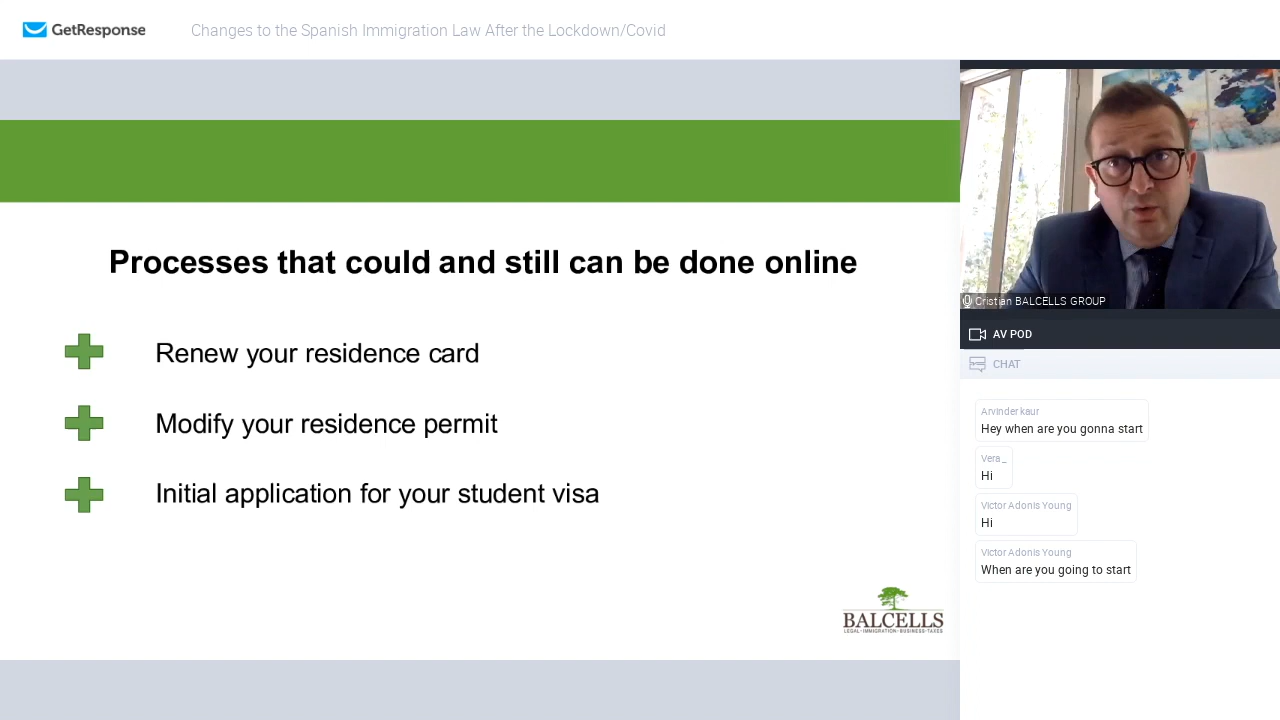 GetResponse
Changes to the Spanish Immigration Law After the Lockdown/Covid
Processes that could and still can be done online
Renew your residence card
Modify your residence permit
Initial application for your student visa
BALCELLS
LEGAL·IMMIGRATION·BUSINESS·TAXES
Cristian BALCELLS GROUP
AV POD
CHAT
Arvinder kaur
Hey when are you gonna start
Vera_
Hi
Victor Adonis Young
Hi
Victor Adonis Young
When are you going to start